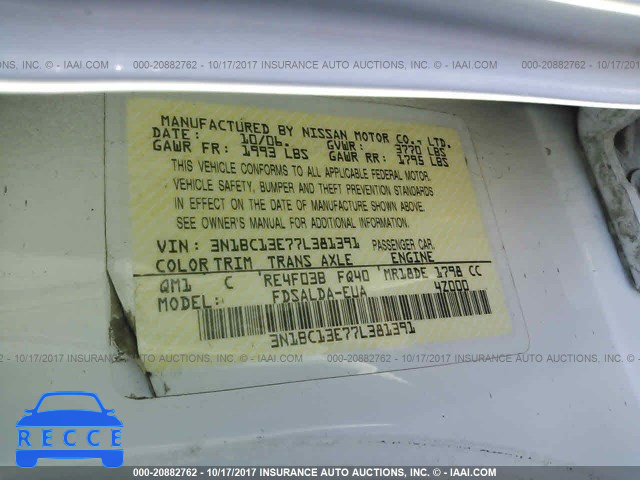 INC. - © IAAI.COM 000-20882762 - 10/17/2017 INSURANCE AUTO AUCTIONS, INC. - © IAAI.COM 000-20882762 - 10/17/2017 INSURANCE AUTO AUCTIONS
MANUFACTURED BY NISSAN MOTOR CO., LTD.
DATE: 10/06 GVWR: 3770 LBS
GAWR FR: 1993 LBS GAWR RR: 1795 LBS
THIS VEHICLE CONFORMS TO ALL APPLICABLE FEDERAL MOTOR
VEHICLE SAFETY, BUMPER AND THEFT PREVENTION STANDARDS
IN EFFECT ON THE DATE OF MANUFACTURE SHOWN ABOVE.
SEE OWNER'S MANUAL FOR ADDITIONAL INFORMATION.
VIN: 3N1BC13E77L381391 PASSENGER CAR
COLOR TRIM TRANS AXLE ENGINE
QM1 C RE4F03B FQ40 MR18DE 1798 CC
MODEL: FDSALDA-EUA 4Z000
3N1BC13E77L381391
INC. - © IAAI.COM 000-20882762 - 10/17/2017 INSURANCE AUTO AUCTIONS, INC. - © IAAI.COM 000-20882762 - 10/17/2017 INSURANCE AUTO AUCTIONS
RECCE
000-20882762 - 10/17/2017 INSURANCE AUTO AUCTIONS, INC. - © IAAI.COM